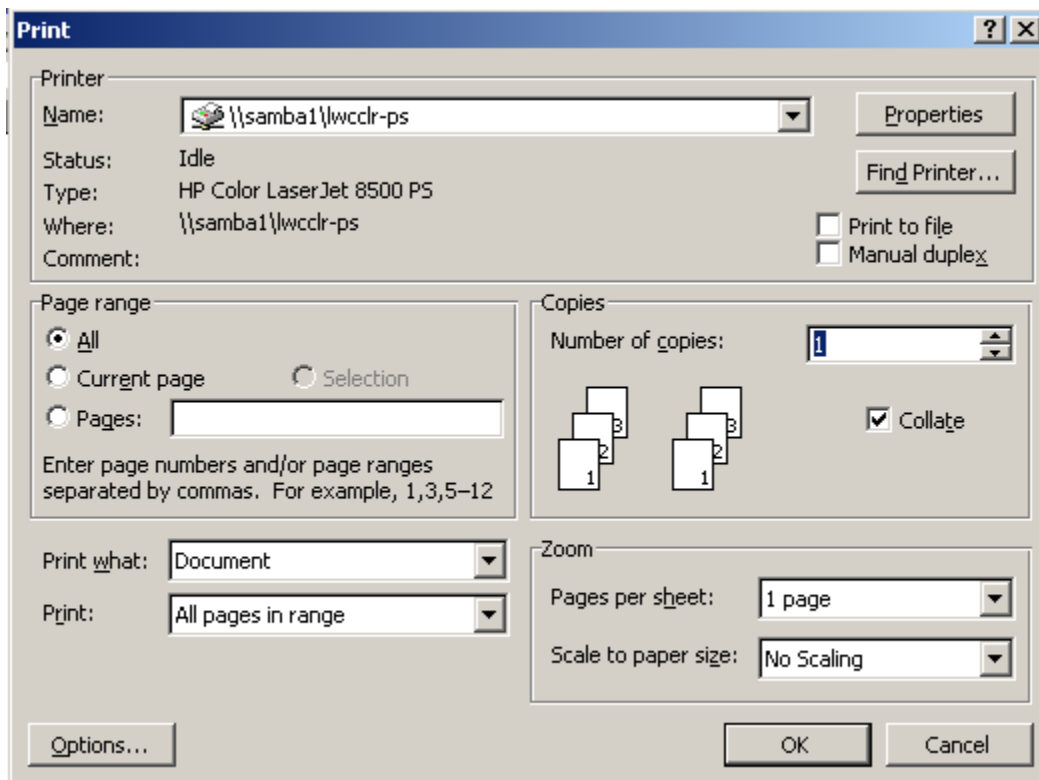 Print
Printer
Name: \\samba1\lwcclr-ps Properties
Status: Idle
Find Printer...
Type: HP Color LaserJet 8500 PS
Where: \\samba1\lwcclr-ps Print to file
Comment: Manual duplex
Page range
All
Current page Selection
Pages:
Enter page numbers and/or page ranges
separated by commas. For example, 1,3,5–12
Copies
Number of copies: 1
3 3
2 2
1 1
Collate
Print what: Document
Print: All pages in range
Zoom
Pages per sheet: 1 page
Scale to paper size: No Scaling
Options... OK Cancel